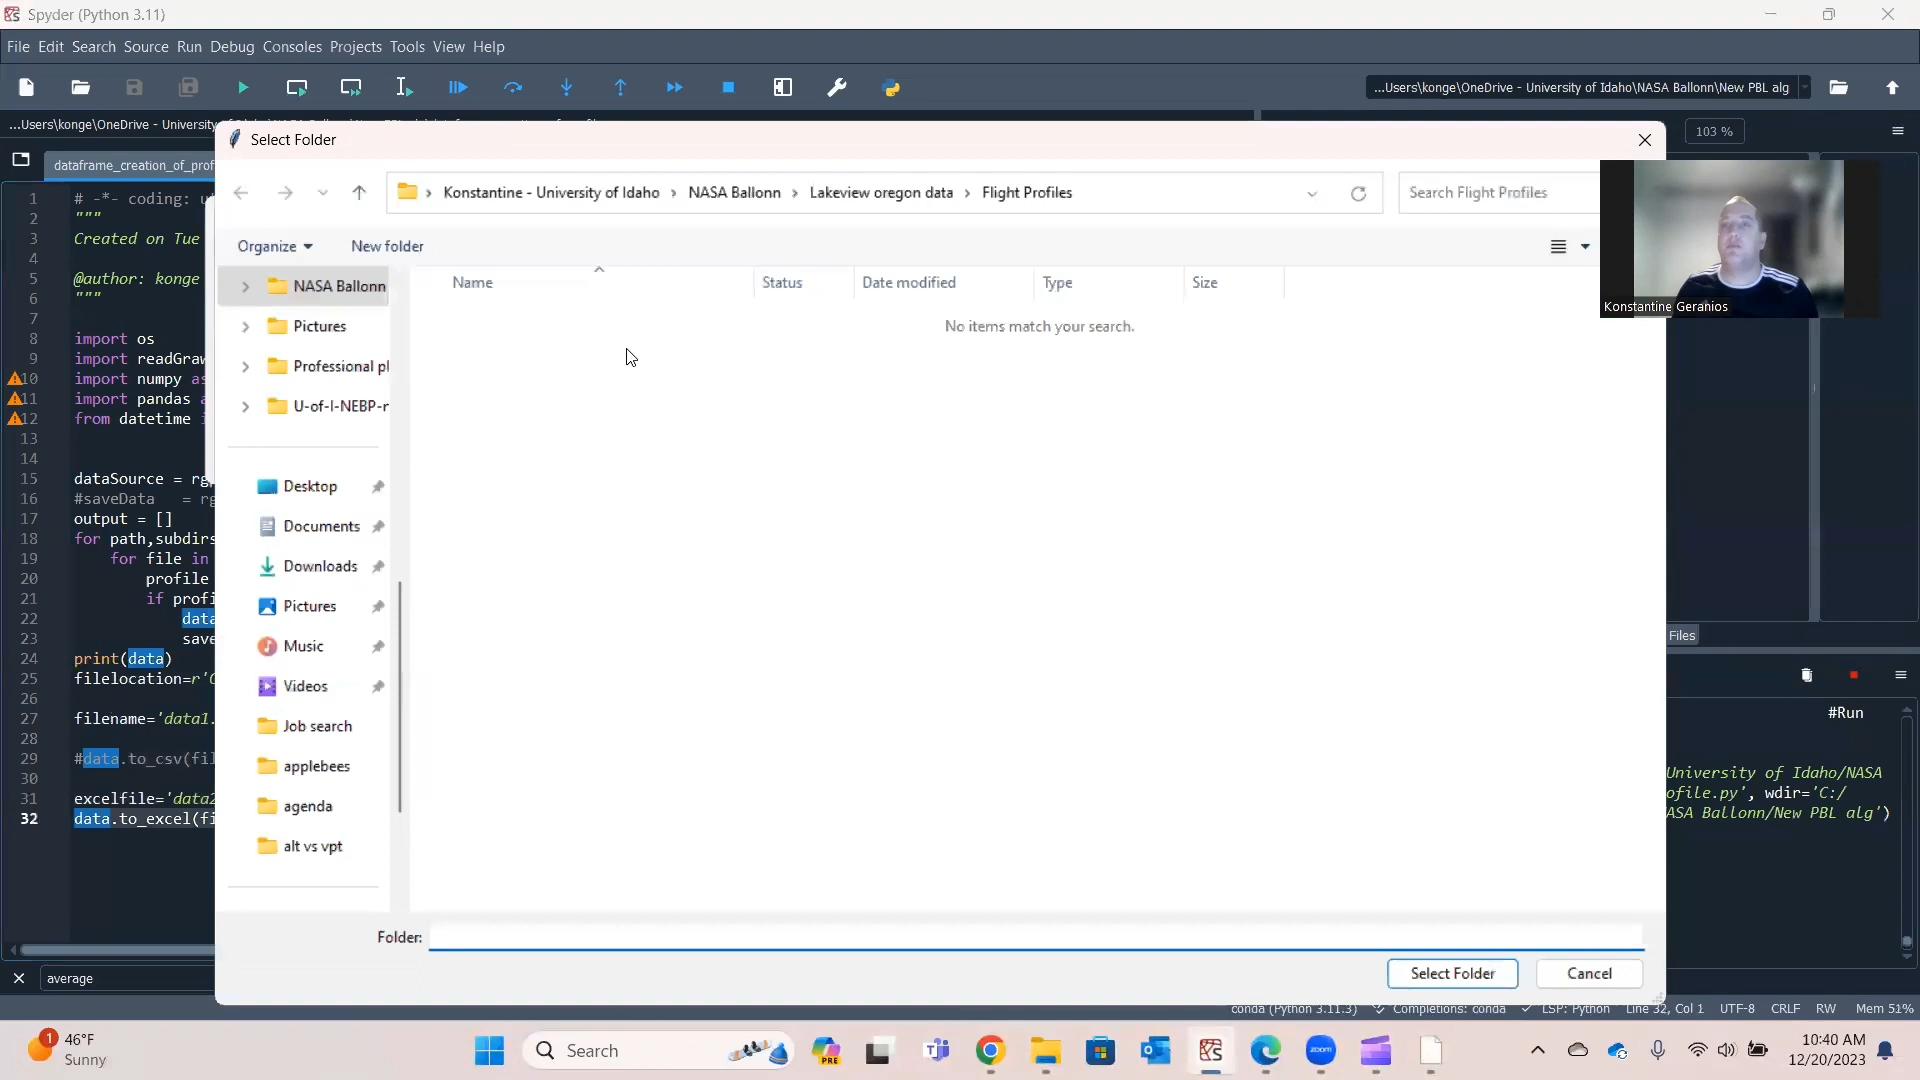 Spyder (Python 3.11)
File Edit Search Source Run Debug Consoles Projects Tools View Help
...Users\konge\OneDrive - University of Idaho\NASA Ballonn\New PBL alg
...Users\konge\OneDrive - University
103 %
dataframe_creation_of_prof
Select Folder
Konstantine - University of Idaho > NASA Ballonn > Lakeview oregon data > Flight Profiles
Search Flight Profiles
Organize
New folder
Name
Status
Date modified
Type
Size
No items match your search.
NASA Ballonn
Pictures
Professional pl
U-of-I-NEBP-r
Desktop
Documents
Downloads
Pictures
Music
Videos
Job search
applebees
agenda
alt vs vpt
Folder:
Select Folder
Cancel
Konstantine Geranios
1 # -*- coding: u
2 """
3 Created on Tue
4
5 @author: konge
6 """
7
8 import os
9 import readGraw
10 import numpy as
11 import pandas a
12 from datetime i
13
14
15 dataSource = rg
16 #saveData = rg
17 output = []
18 for path,subdirs
19 for file in
20 profile
21 if profi
22 data
23 save
24 print(data)
25 filelocation=r'C
26
27 filename='data1.
28
29 #data.to_csv(fil
30
31 excelfile='data2
32 data.to_excel(fi
Files
#Run
University of Idaho/NASA
ofile.py', wdir='C:/
ASA Ballonn/New PBL alg')
average
conda (Python 3.11.3)
Completions: conda
LSP: Python
Line 32, Col 1
UTF-8
CRLF
RW
Mem 51%
1
46°F
Sunny
Search
PRE
zoom
10:40 AM
12/20/2023